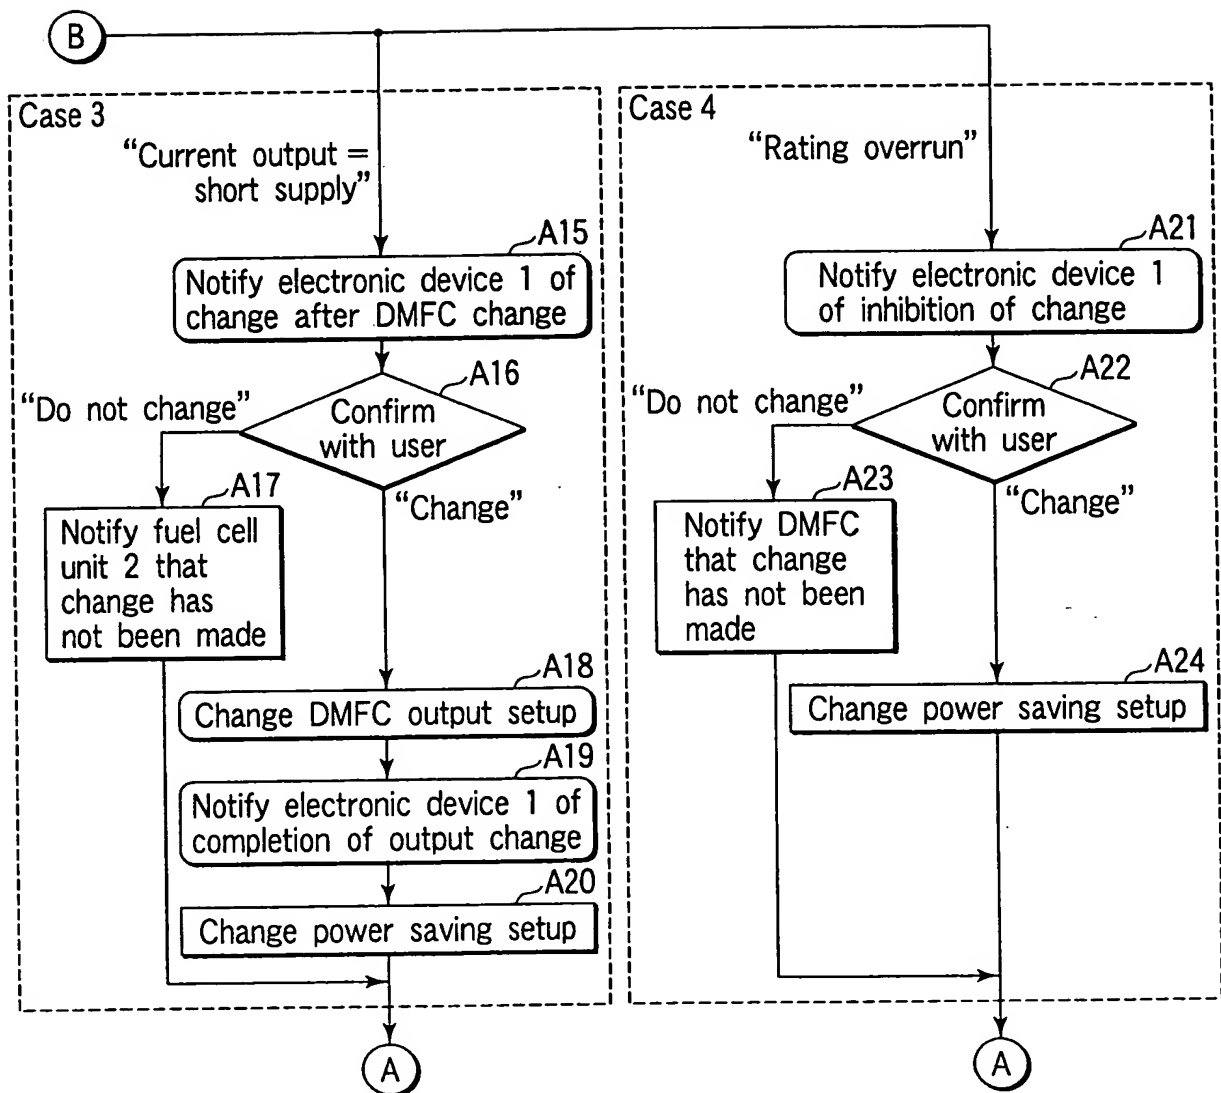 B
Case 3
"Current output =
short supply"
A15
Notify electronic device 1 of
change after DMFC change
A16
"Do not change"
Confirm
with user
A17
"Change"
Notify fuel cell
unit 2 that
change has
not been made
A18
Change DMFC output setup
A19
Notify electronic device 1 of
completion of output change
A20
Change power saving setup
A
Case 4
"Rating overrun"
A21
Notify electronic device 1
of inhibition of change
A22
"Do not change"
Confirm
with user
A23
"Change"
Notify DMFC
that change
has not been
made
A24
Change power saving setup
A